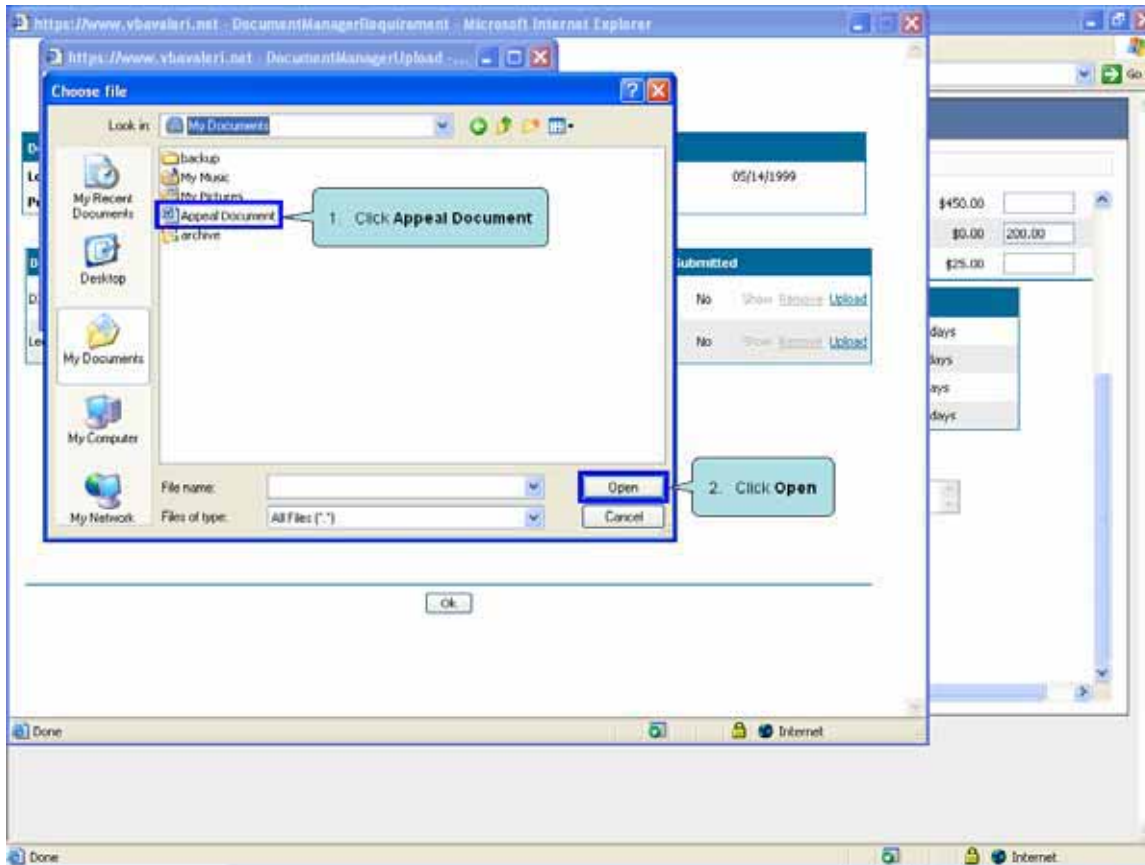 https://www.vbavaleri.net - DocumentManagerRequirement - Microsoft Internet Explorer
https://www.vbavaleri.net - DocumentManagerUpload - ...
Go
Choose file
Look in:
My Documents
backup
My Music
My Pictures
Appeal Document
archive
1. Click Appeal Document
My Recent
Documents
Desktop
My Documents
My Computer
My Network
File name:
Open
2. Click Open
Files of type:
All Files (*.*)
Cancel
05/14/1999
Submitted
No Show Remove Upload
No Show Remove Upload
$450.00
$0.00 200.00
$25.00
days
days
days
days
Ok
Done
Internet
Done
Internet